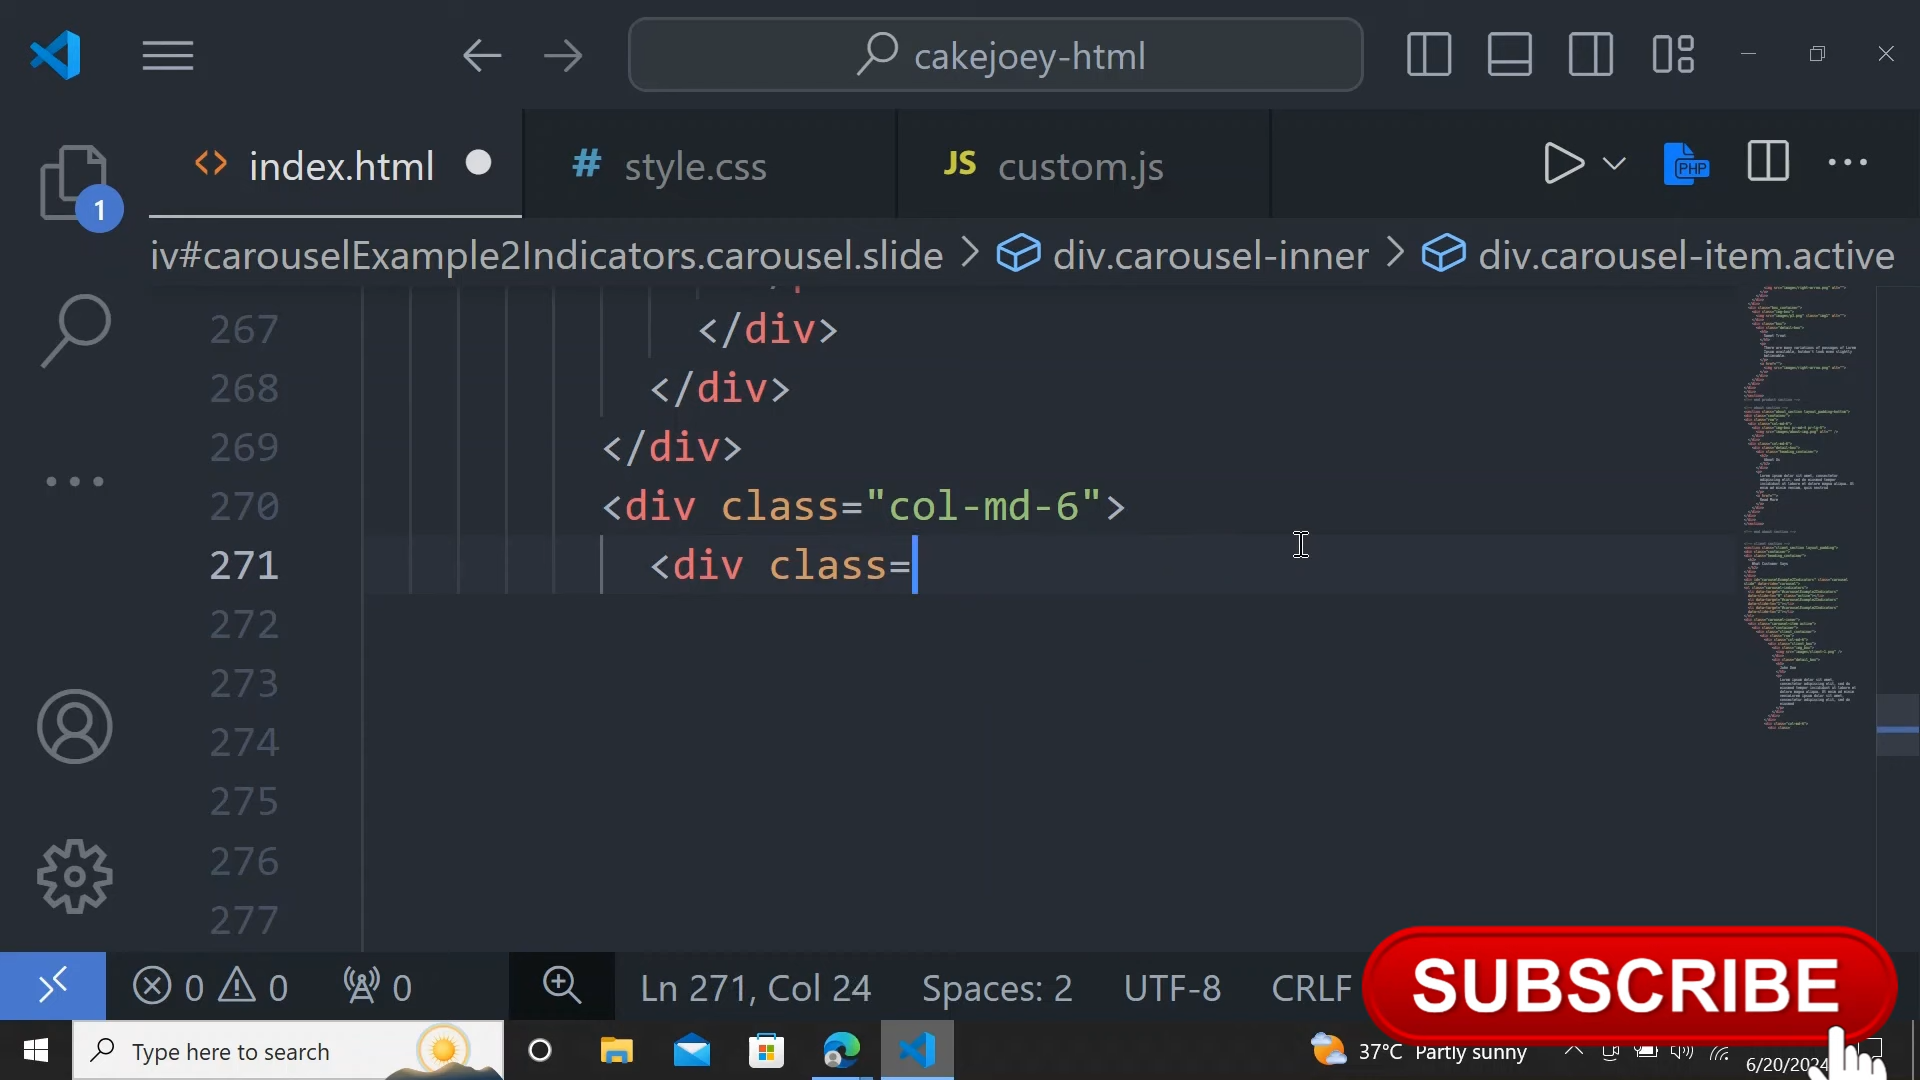 cakejoey-html
index.html
# style.css
JS custom.js
PHP
1
iv#carouselExample2Indicators.carousel.slide > div.carousel-inner > div.carousel-item.active
267 </div>
268 </div>
269 </div>
270 <div class="col-md-6">
271 <div class=
272
273
274
275
276
277
0 0 0 Ln 271, Col 24 Spaces: 2 UTF-8 CRLF
SUBSCRIBE
Type here to search
37°C Partly sunny
6/20/2024